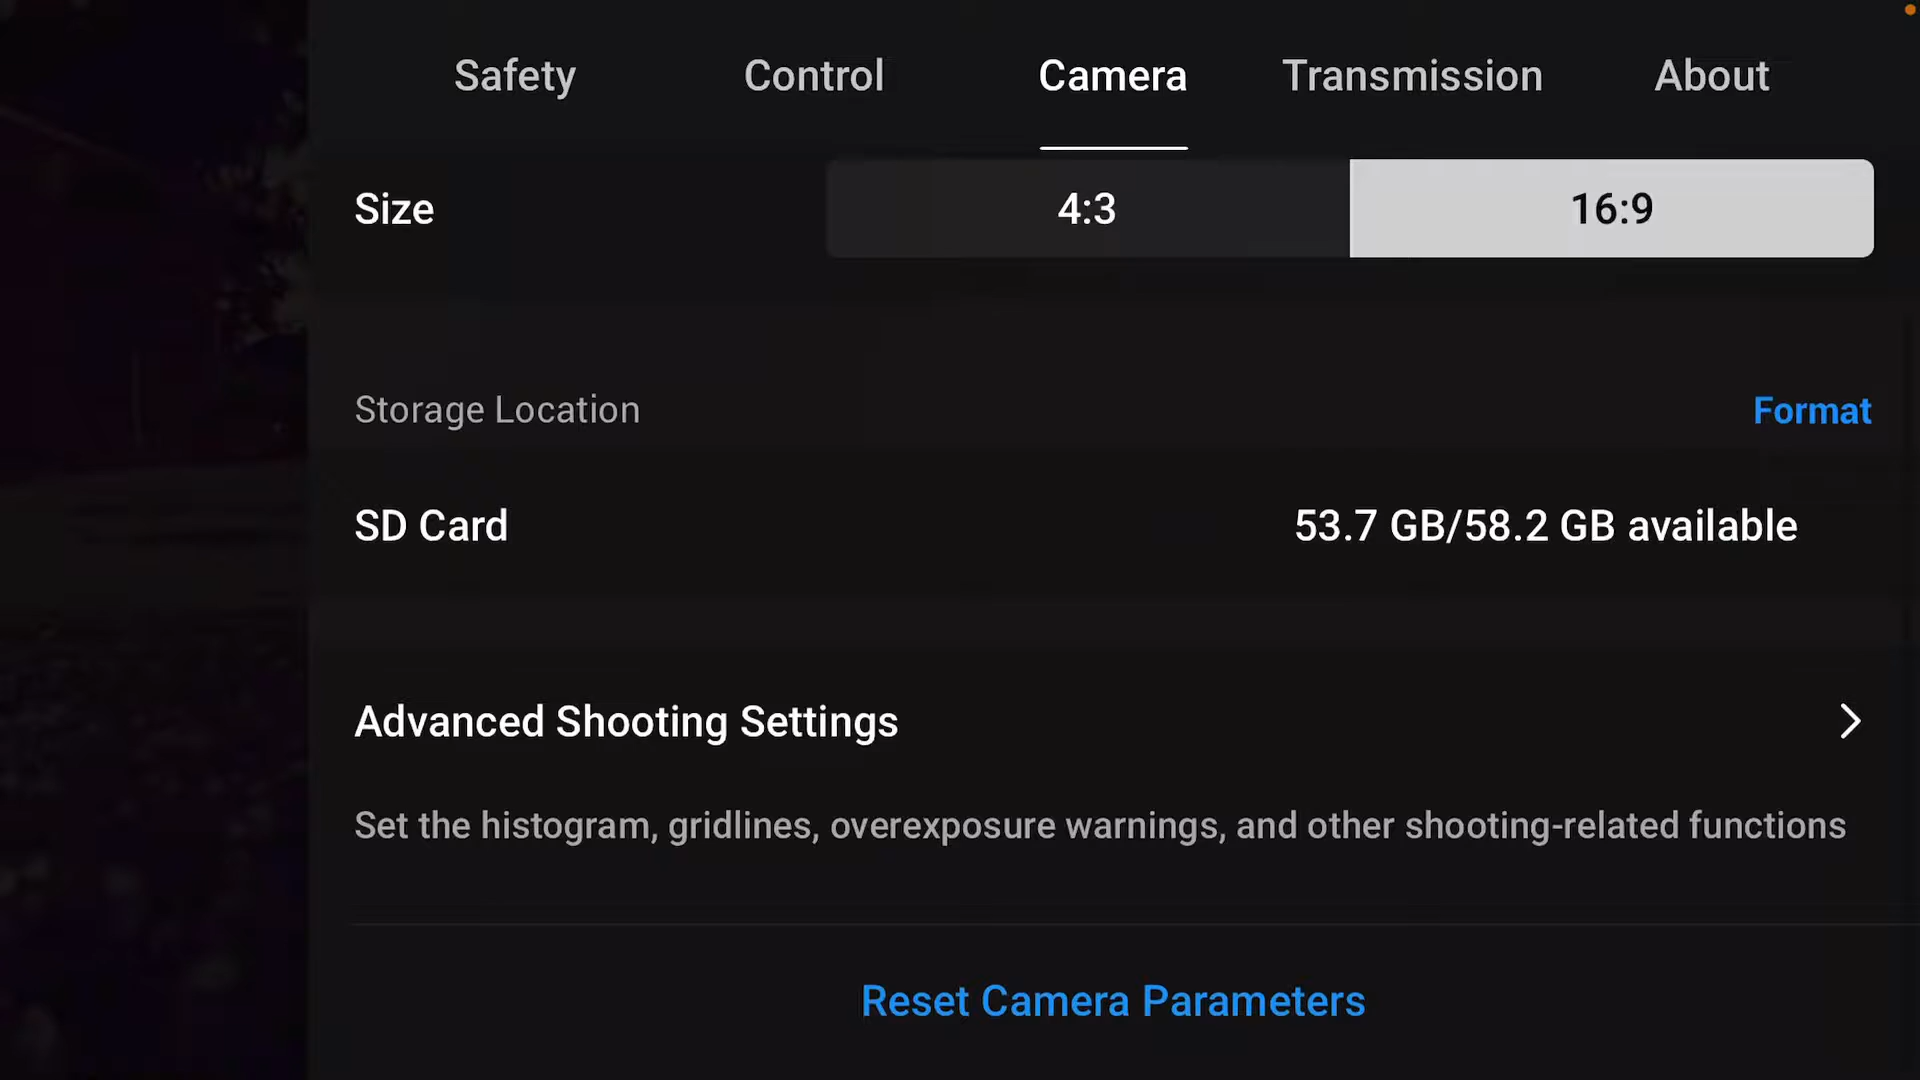 Safety Control Camera Transmission About
Size 4:3 16:9
Storage Location Format
SD Card 53.7 GB/58.2 GB available
Advanced Shooting Settings
Set the histogram, gridlines, overexposure warnings, and other shooting-related functions
Reset Camera Parameters